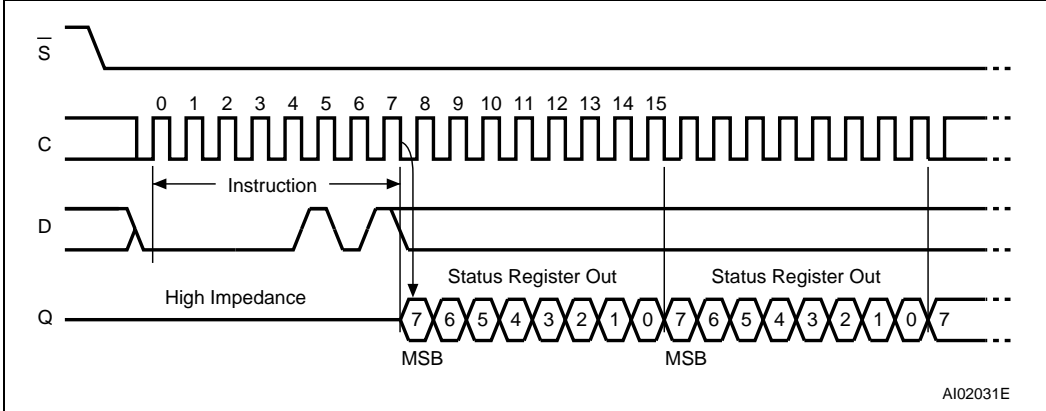 S
0 1 2 3 4 5 6 7 8 9 10 11 12 13 14 15
C
Instruction
D
Status Register Out Status Register Out
High Impedance
Q 7 6 5 4 3 2 1 0 7 6 5 4 3 2 1 0 7
MSB MSB
AI02031E